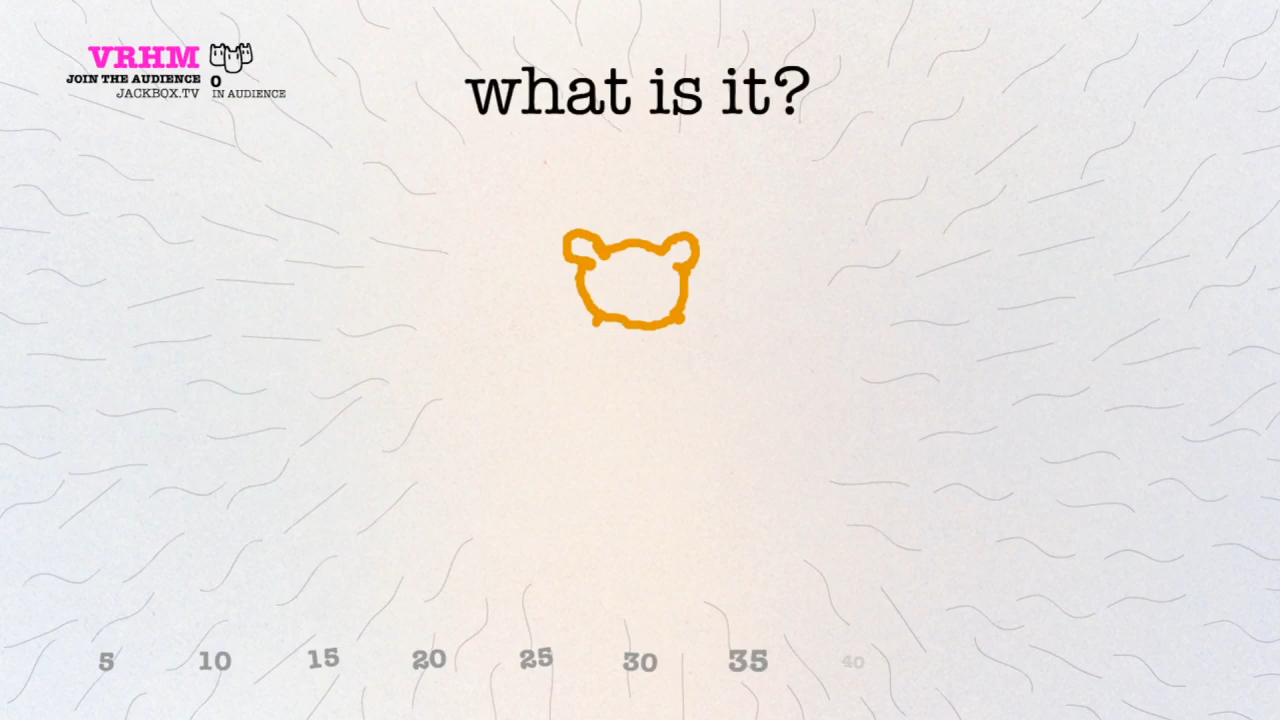 VRHM
JOIN THE AUDIENCE
JACKBOX.TV
0
IN AUDIENCE
what is it?
5 10 15 20 25 30 35 40